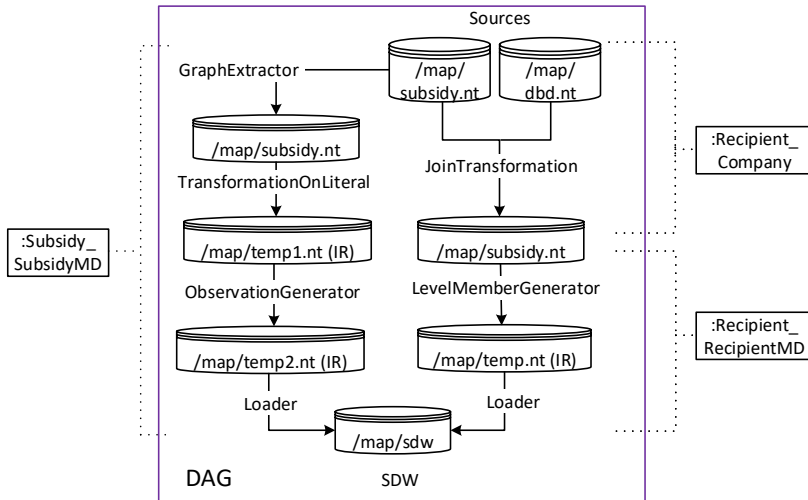 Sources
GraphExtractor
/map/
subsidy.nt
/map/
dbd.nt
/map/subsidy.nt
:Recipient_
Company
TransformationOnLiteral
JoinTransformation
:Subsidy_
SubsidyMD
/map/temp1.nt (IR)
/map/subsidy.nt
ObservationGenerator
LevelMemberGenerator
:Recipient_
RecipientMD
/map/temp2.nt (IR)
/map/temp.nt (IR)
Loader
Loader
/map/sdw
DAG
SDW